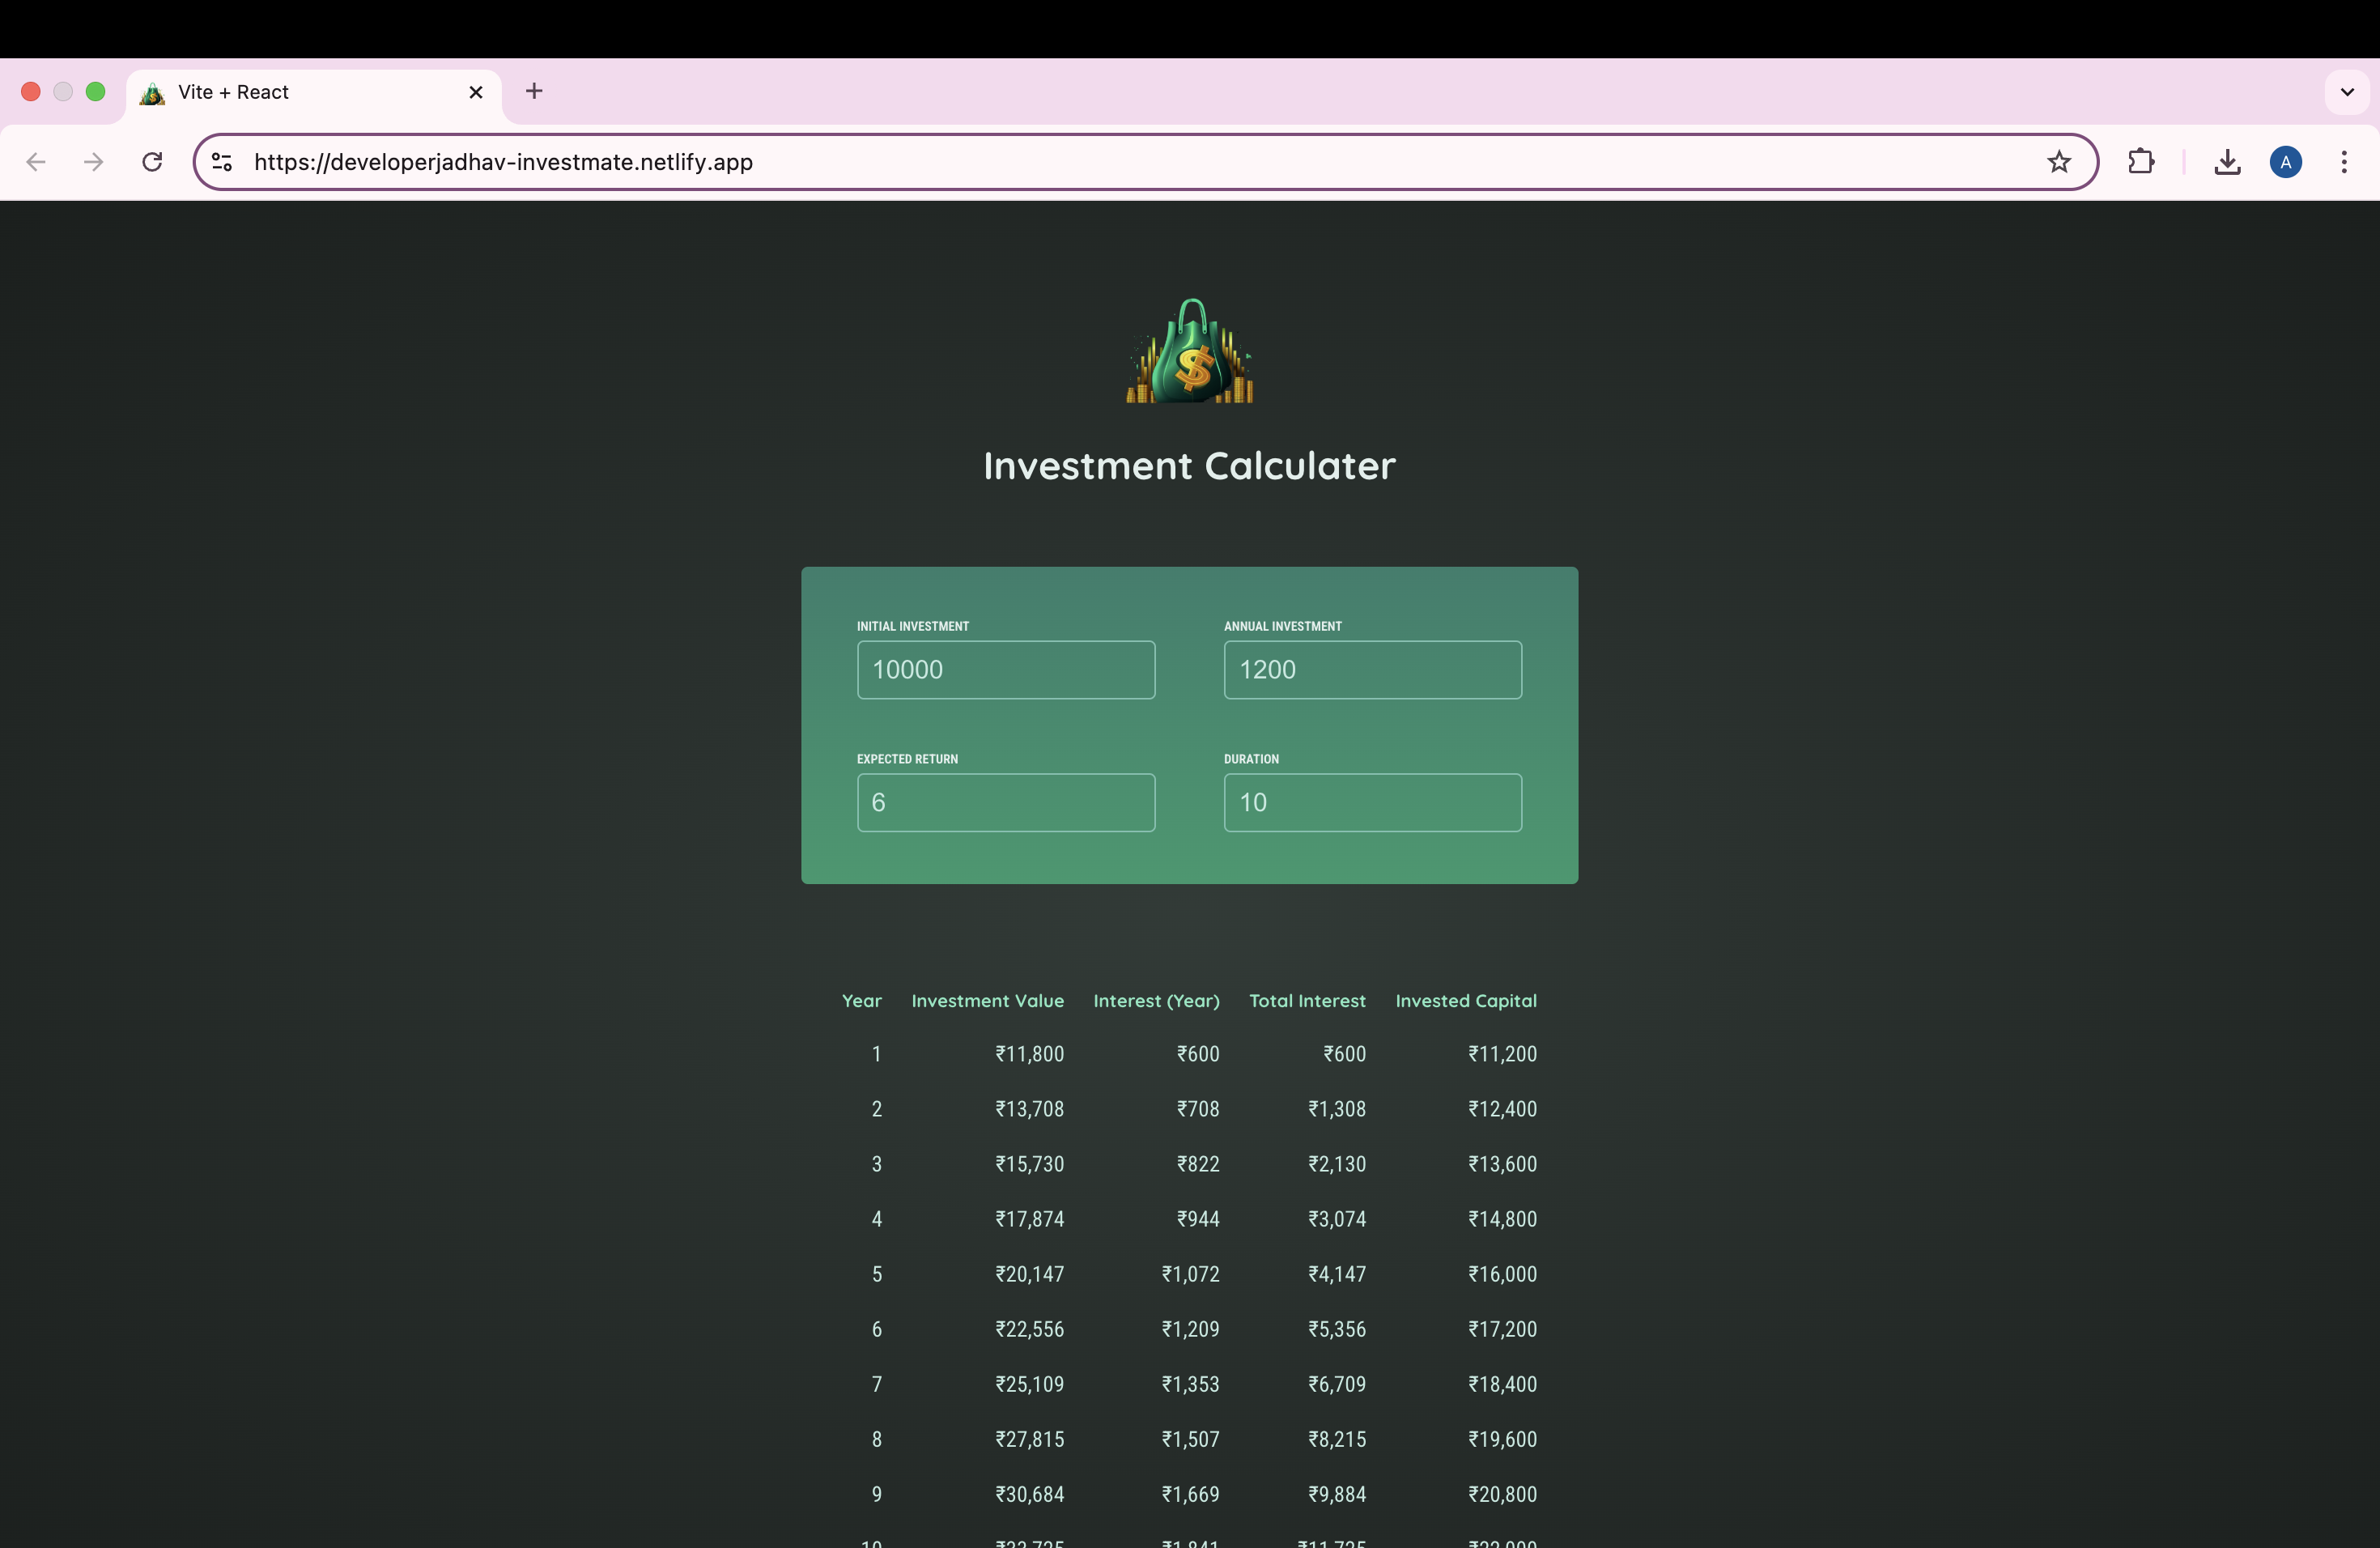 Vite + React
https://developerjadhav-investmate.netlify.app
A
$
Investment Calculater
INITIAL INVESTMENT ANNUAL INVESTMENT
10000 1200
EXPECTED RETURN DURATION
6 10
Year Investment Value Interest (Year) Total Interest Invested Capital
1 ₹11,800 ₹600 ₹600 ₹11,200
2 ₹13,708 ₹708 ₹1,308 ₹12,400
3 ₹15,730 ₹822 ₹2,130 ₹13,600
4 ₹17,874 ₹944 ₹3,074 ₹14,800
5 ₹20,147 ₹1,072 ₹4,147 ₹16,000
6 ₹22,556 ₹1,209 ₹5,356 ₹17,200
7 ₹25,109 ₹1,353 ₹6,709 ₹18,400
8 ₹27,815 ₹1,507 ₹8,215 ₹19,600
9 ₹30,684 ₹1,669 ₹9,884 ₹20,800